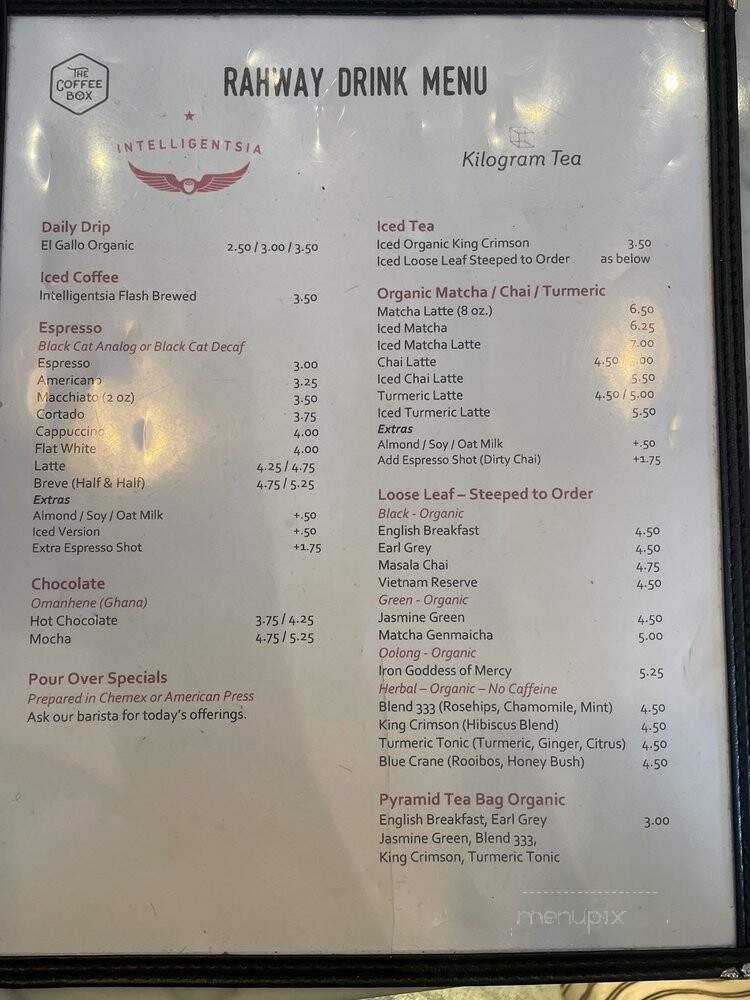 THE
COFFEE
BOX
RAHWAY DRINK MENU
INTELLIGENTSIA
Daily Drip
El Gallo Organic 2.50 / 3.00 / 3.50
Iced Coffee
Intelligentsia Flash Brewed 3.50
Espresso
Black Cat Analog or Black Cat Decaf
Espresso 3.00
Americano 3.25
Macchiato (2 oz) 3.50
Cortado 3.75
Cappuccino 4.00
Flat White 4.00
Latte 4.25 / 4.75
Breve (Half & Half) 4.75 / 5.25
Extras
Almond / Soy / Oat Milk +.50
Iced Version +.50
Extra Espresso Shot +1.75
Chocolate
Omanhene (Ghana)
Hot Chocolate 3.75 / 4.25
Mocha 4.75 / 5.25
Pour Over Specials
Prepared in Chemex or American Press
Ask our barista for today's offerings.
Kilogram Tea
Iced Tea
Iced Organic King Crimson 3.50
Iced Loose Leaf Steeped to Order as below
Organic Matcha / Chai / Turmeric
Matcha Latte (8 oz.) 6.50
Iced Matcha 6.25
Iced Matcha Latte 7.00
Chai Latte 4.50
Iced Chai Latte 5.50
Turmeric Latte 4.50 / 5.00
Iced Turmeric Latte 5.50
Extras
Almond / Soy / Oat Milk +.50
Add Espresso Shot (Dirty Chai) +1.75
Loose Leaf – Steeped to Order
Black - Organic
English Breakfast 4.50
Earl Grey 4.50
Masala Chai 4.75
Vietnam Reserve 4.50
Green - Organic
Jasmine Green 4.50
Matcha Genmaicha 5.00
Oolong - Organic
Iron Goddess of Mercy 5.25
Herbal – Organic – No Caffeine
Blend 333 (Rosehips, Chamomile, Mint) 4.50
King Crimson (Hibiscus Blend) 4.50
Turmeric Tonic (Turmeric, Ginger, Citrus) 4.50
Blue Crane (Rooibos, Honey Bush) 4.50
Pyramid Tea Bag Organic
English Breakfast, Earl Grey 3.00
Jasmine Green, Blend 333,
King Crimson, Turmeric Tonic
menupix